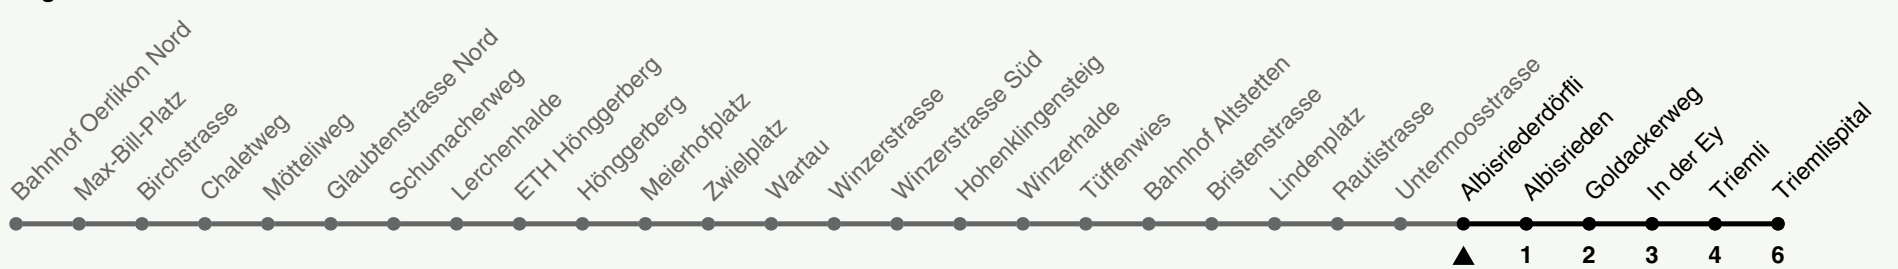 Bahnhof Oerlikon Nord
Max-Bill-Platz
Birchstrasse
Chaletweg
Mötteliweg
Glaubtenstrasse Nord
Schumacherweg
Lerchenhalde
ETH Hönggerberg
Hönggerberg
Meierhofplatz
Zwielplatz
Wartau
Winzerstrasse
Winzerstrasse Süd
Hohenklingensteig
Winzerhalde
Tüffenwies
Bahnhof Altstetten
Bristenstrasse
Lindenplatz
Rautistrasse
Untermoosstrasse
Albisriederdörfli
Albisrieden
Goldackerweg
In der Ey
Triemli
Triemlispital
1 2 3 4 6